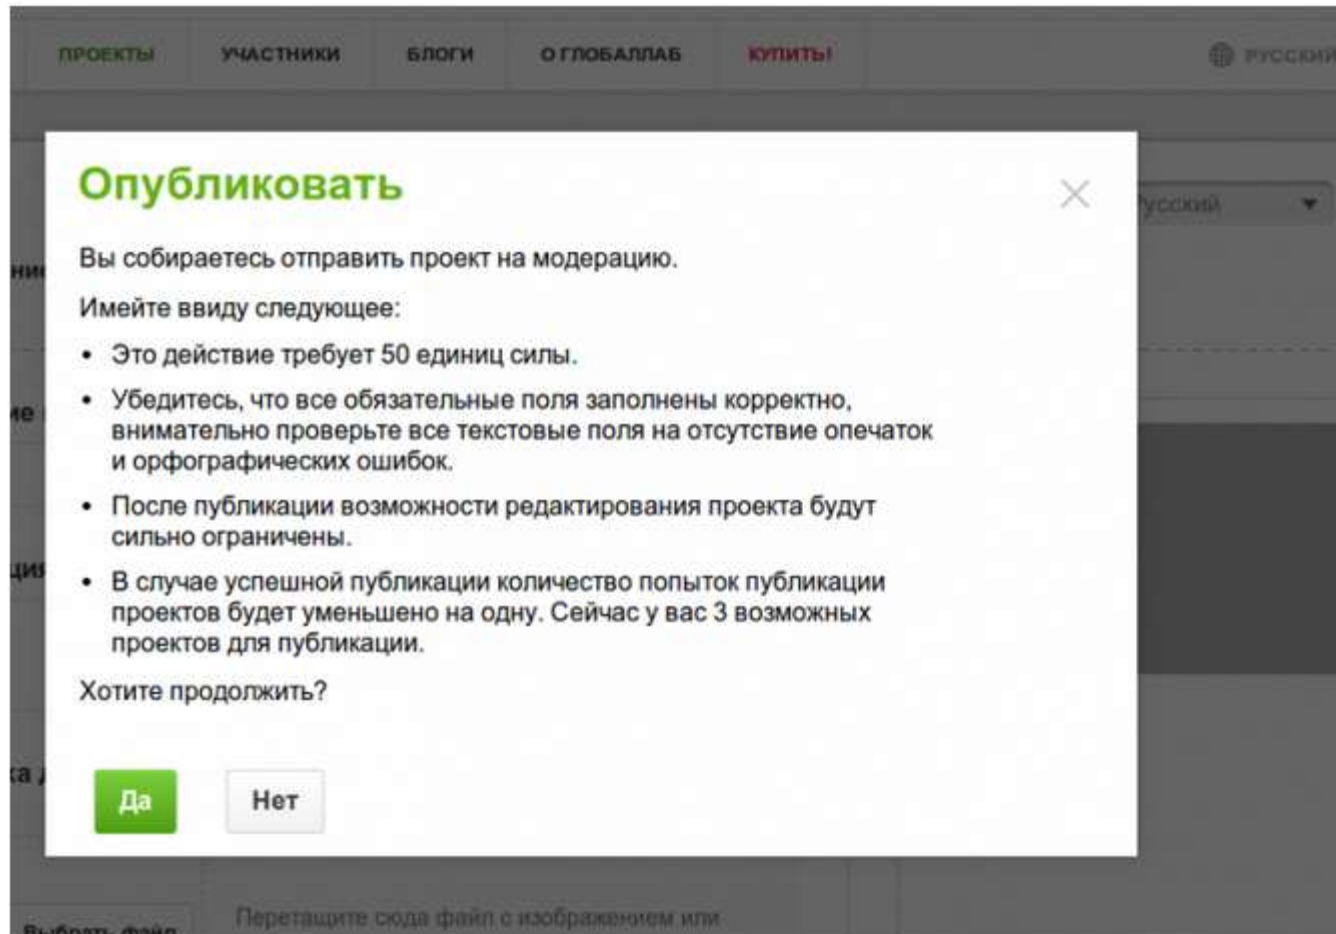 ПРОЕКТЫ УЧАСТНИКИ БЛОГИ О ГЛОБАЛЛАБ КУПИТЬ! РУССКИЙ
Опубликовать
Русский
Вы собираетесь отправить проект на модерацию.
Имейте ввиду следующее:
• Это действие требует 50 единиц силы.
• Убедитесь, что все обязательные поля заполнены корректно,
внимательно проверьте все текстовые поля на отсутствие опечаток
и орфографических ошибок.
• После публикации возможности редактирования проекта будут
сильно ограничены.
• В случае успешной публикации количество попыток публикации
проектов будет уменьшено на одну. Сейчас у вас 3 возможных
проектов для публикации.
Хотите продолжить?
Да Нет
Перетащите сюда файл с изображением или
Выбрать файл